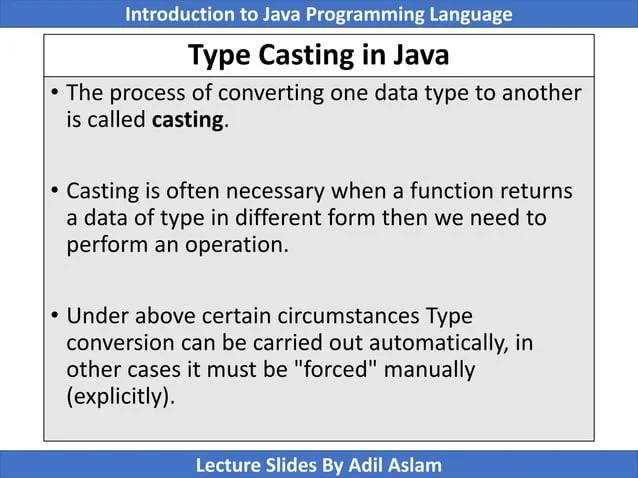 Introduction to Java Programming Language
Type Casting in Java
• The process of converting one data type to another
is called casting.
• Casting is often necessary when a function returns
a data of type in different form then we need to
perform an operation.
• Under above certain circumstances Type
conversion can be carried out automatically, in
other cases it must be "forced" manually
(explicitly).
Lecture Slides By Adil Aslam